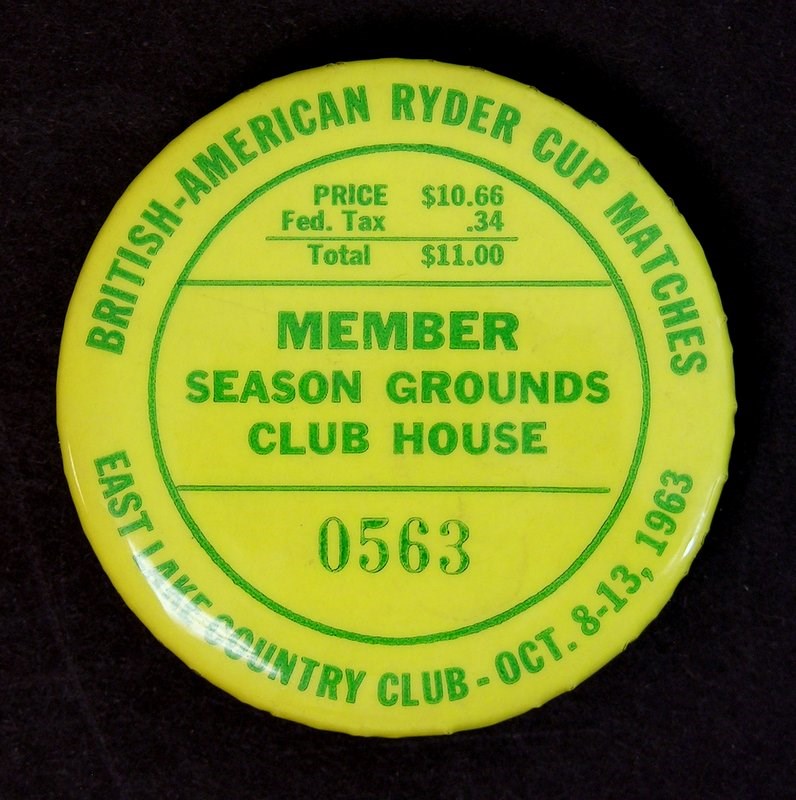 BRITISH-AMERICAN RYDER CUP MATCHES
PRICE $10.66
Fed. Tax .34
Total $11.00
MEMBER
SEASON GROUNDS
CLUB HOUSE
0563
EAST LAKE COUNTRY CLUB - OCT. 8-13, 1963